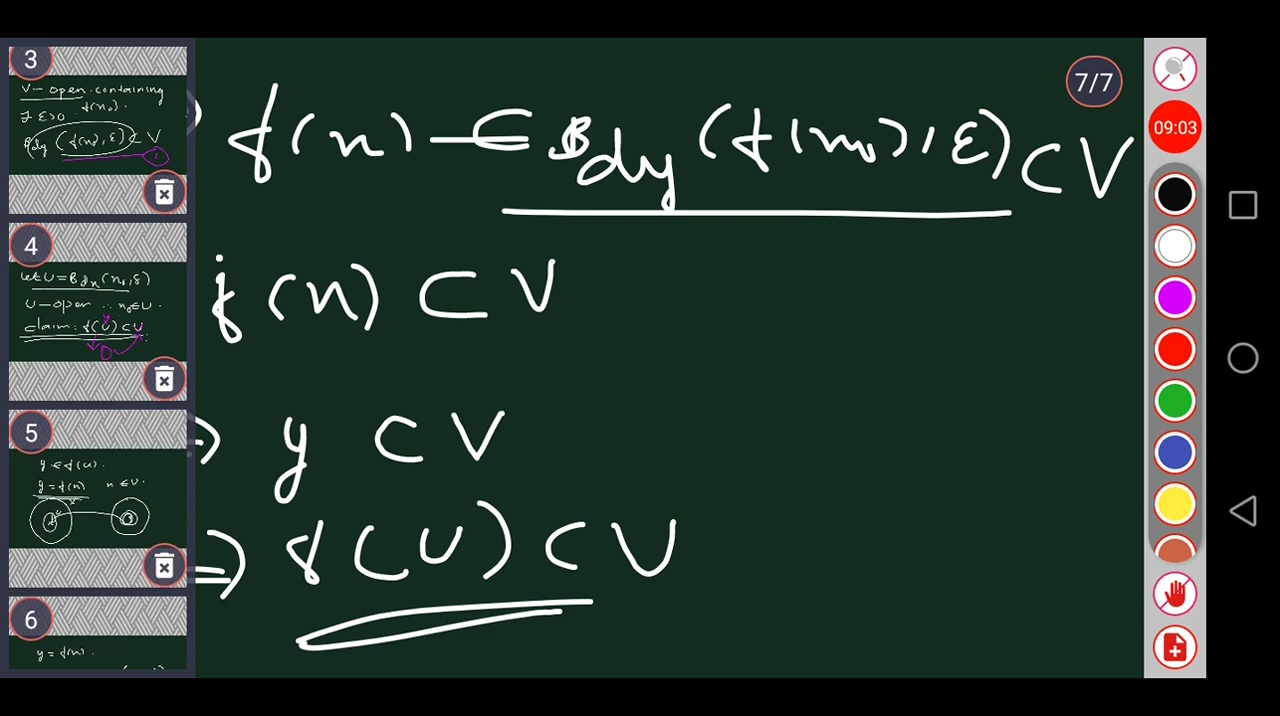 3
V - open containing
f(x₀).
∃ ε>0
B_dy (f(x₀), ε) ⊂ V
1
4
let U = B_dx (x₀, δ)
U - open ∴ x₀ ∈ U.
claim: f(U) ⊂ V
y
5
y ∈ f(U).
y = f(x) x ∈ U.
6
y = f(x).
7/7
09:03
f(x) ∈ B_dy (f(x₀), ε) ⊂ V
f(x) ⊂ V
⇒ y ⊂ V
⇒ f(U) ⊂ V